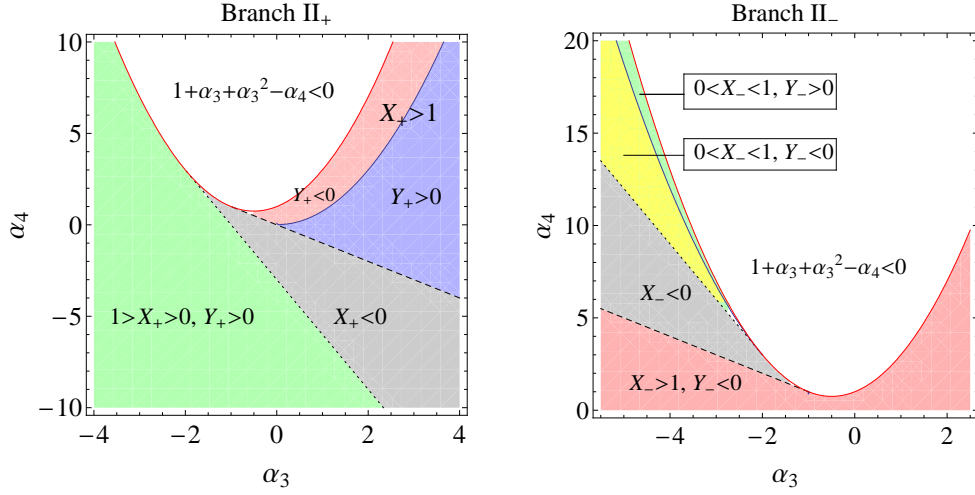 Branch II₊
10
5
0
−5
−10
−4
−2
0
2
4
α₄
α₃
1+α₃+α₃²−α₄<0
X₊>1
Y₊<0
Y₊>0
1>X₊>0, Y₊>0
X₊<0
Branch II₋
20
15
10
5
0
−4
−2
0
2
α₄
α₃
0<X₋<1, Y₋>0
0<X₋<1, Y₋<0
1+α₃+α₃²−α₄<0
X₋<0
X₋>1, Y₋<0